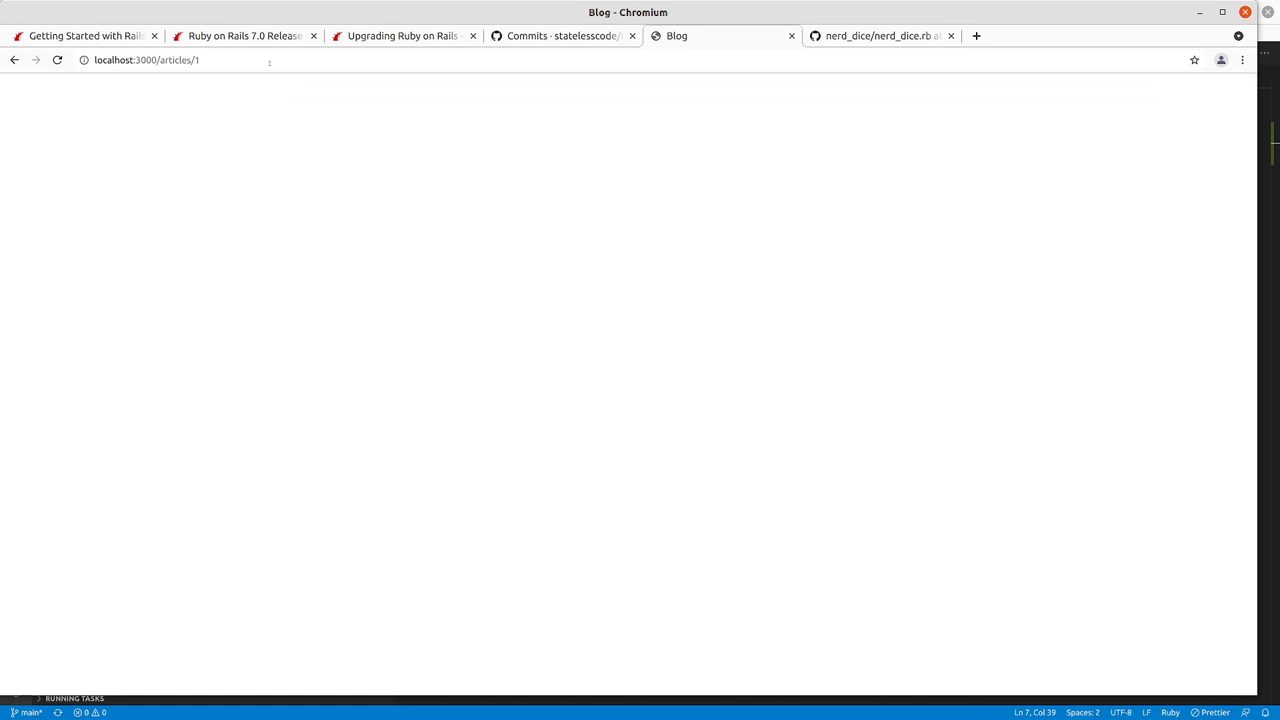 Blog - Chromium
Getting Started with Rails
Ruby on Rails 7.0 Release
Upgrading Ruby on Rails -
Commits · statelesscode/
Blog
nerd_dice/nerd_dice.rb
localhost:3000/articles/1
RUNNING TASKS
main*
0 0
Ln 7, Col 39
Spaces: 2
UTF-8
LF
Ruby
Prettier